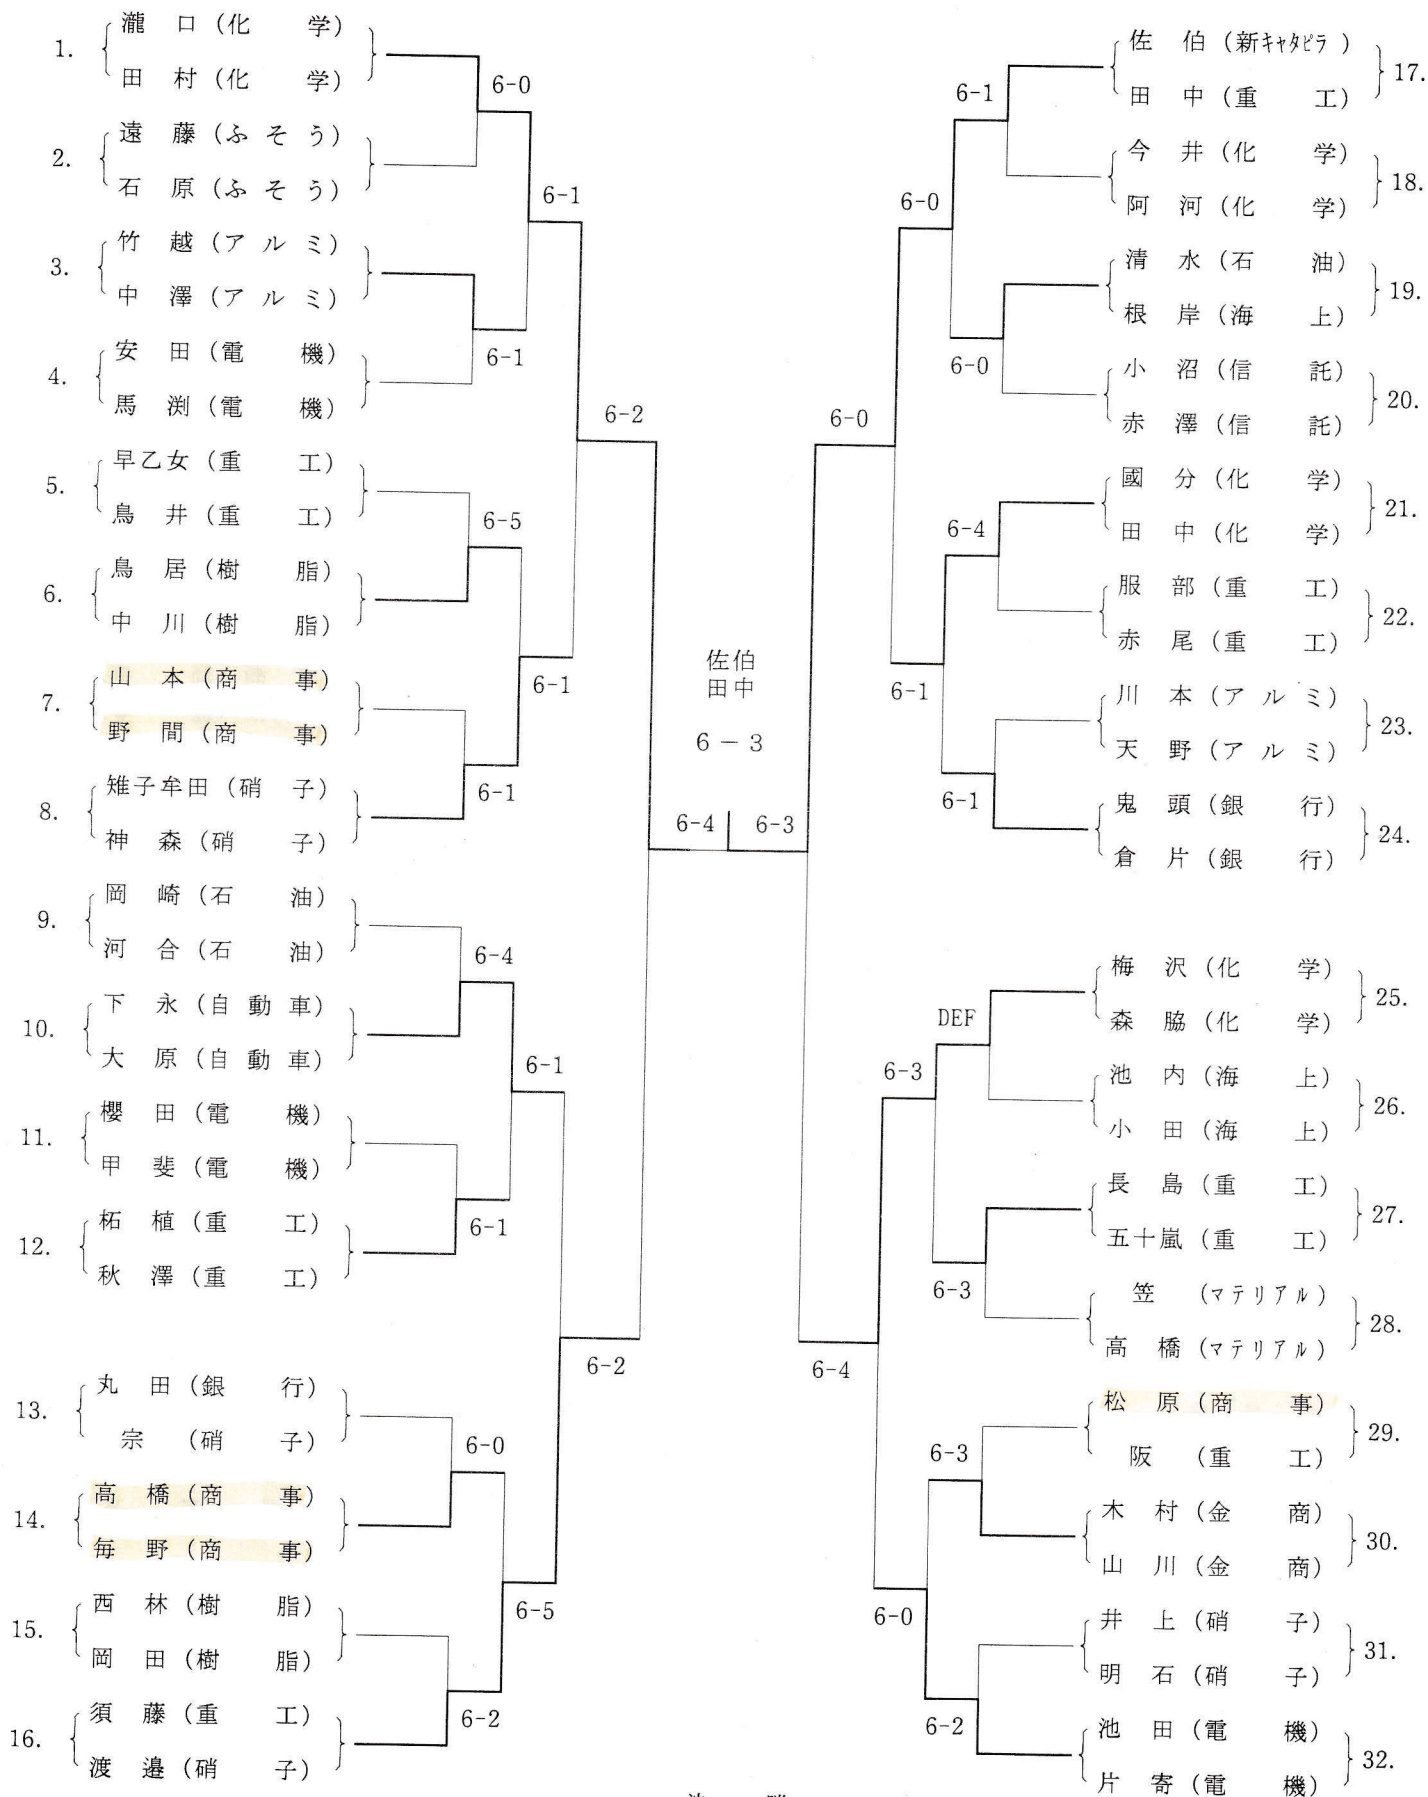 1. 瀧口(化学)
田村(化学)
2. 遠藤(ふそう)
石原(ふそう)
3. 竹越(アルミ)
中澤(アルミ)
4. 安田(電機)
馬渕(電機)
5. 早乙女(重工)
鳥井(重工)
6. 鳥居(樹脂)
中川(樹脂)
7. 山本(商事)
野間(商事)
8. 雉子牟田(硝子)
神森(硝子)
9. 岡崎(石油)
河合(石油)
10. 下永(自動車)
大原(自動車)
11. 櫻田(電機)
甲斐(電機)
12. 柘植(重工)
秋澤(重工)
13. 丸田(銀行)
宗(硝子)
14. 高橋(商事)
毎野(商事)
15. 西林(樹脂)
岡田(樹脂)
16. 須藤(重工)
渡邉(硝子)
6-0
6-1
6-5
6-1
6-4
6-1
6-0
6-2
6-1
6-1
6-1
6-5
6-2
6-2
6-4
佐伯
田中
6-3
6-3
6-0
6-4
6-0
6-1
6-3
6-0
6-1
6-0
6-4
6-1
DEF
6-3
6-3
6-2
佐伯(新キャタピラ) 17.
田中(重工)
今井(化学) 18.
阿河(化学)
清水(石油) 19.
根岸(海上)
小沼(信託) 20.
赤澤(信託)
國分(化学) 21.
田中(化学)
服部(重工) 22.
赤尾(重工)
川本(アルミ) 23.
天野(アルミ)
鬼頭(銀行) 24.
倉片(銀行)
梅沢(化学) 25.
森脇(化学)
池内(海上) 26.
小田(海上)
長島(重工) 27.
五十嵐(重工)
笠(マテリアル) 28.
高橋(マテリアル)
松原(商事) 29.
阪(重工)
木村(金商) 30.
山川(金商)
井上(硝子) 31.
明石(硝子)
池田(電機) 32.
片寄(電機)